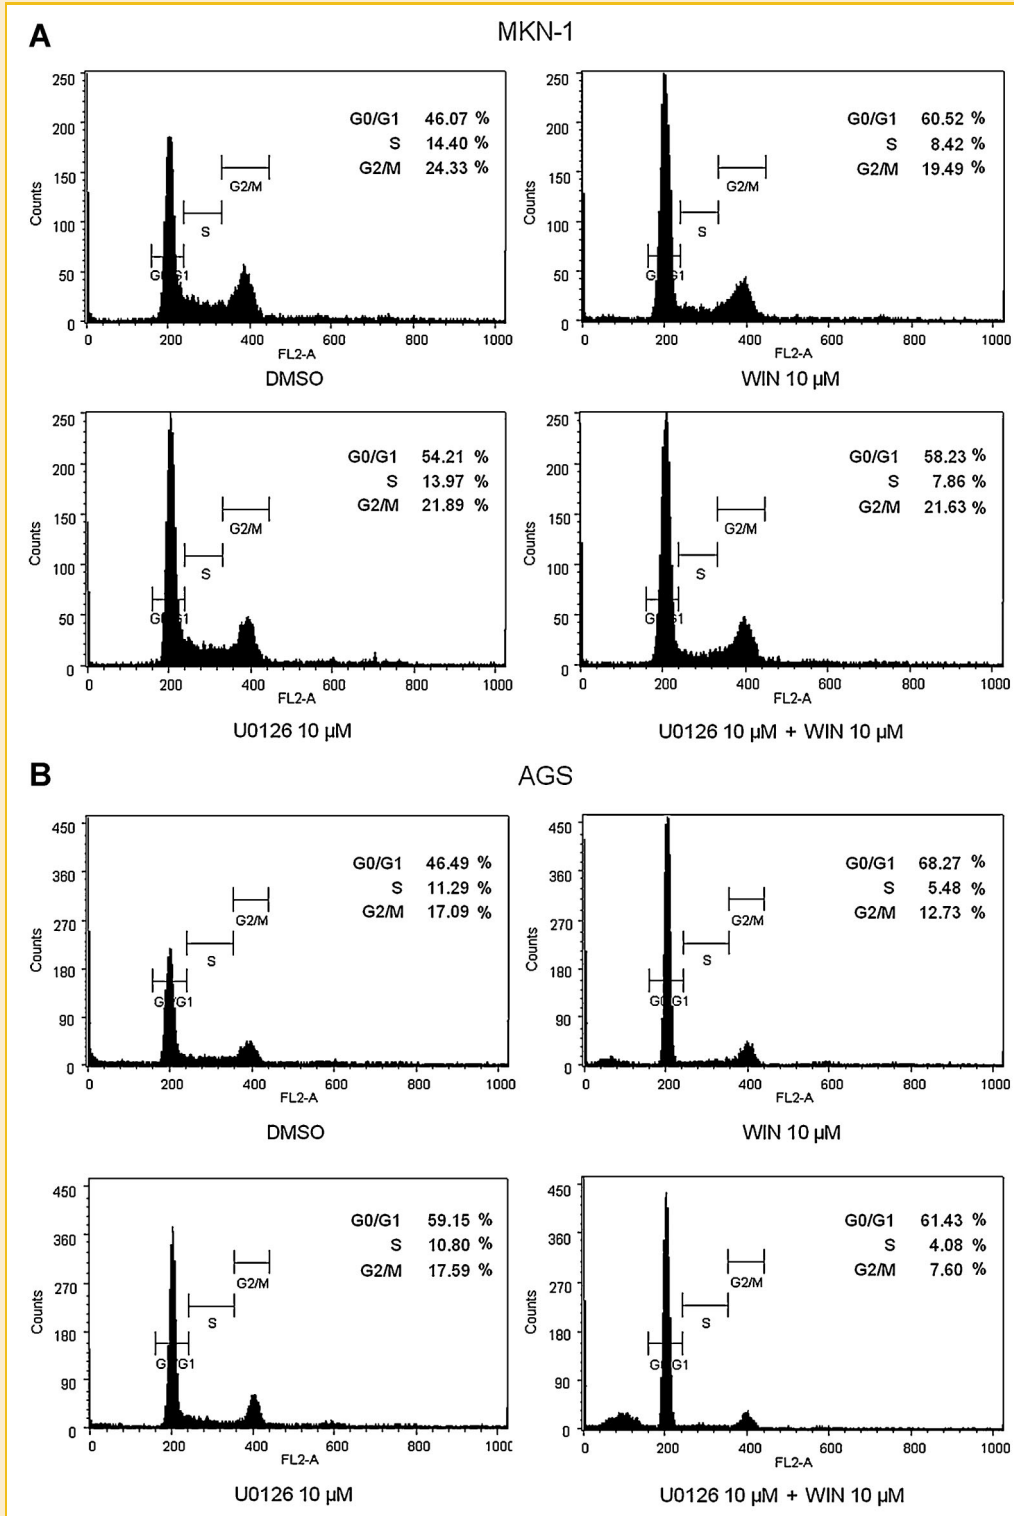 A
MKN-1
250
200
150
100
50
0
Counts
G0/G1 46.07 %
S 14.40 %
G2/M 24.33 %
G2/M
S
0 200 400 600 800 1000
FL2-A
DMSO
250
200
150
100
50
0
Counts
G0/G1 60.52 %
S 8.42 %
G2/M 19.49 %
G2/M
S
0 200 400 600 800 1000
FL2-A
WIN 10 µM
250
200
150
100
50
0
Counts
G0/G1 54.21 %
S 13.97 %
G2/M 21.89 %
G2/M
S
0 200 400 600 800 1000
FL2-A
U0126 10 µM
250
200
150
100
50
0
Counts
G0/G1 58.23 %
S 7.86 %
G2/M 21.63 %
G2/M
S
0 200 400 600 800 1000
FL2-A
U0126 10 µM + WIN 10 µM
B
AGS
450
360
270
180
90
0
Counts
G0/G1 46.49 %
S 11.29 %
G2/M 17.09 %
G2/M
S
0 200 400 600 800 1000
FL2-A
DMSO
450
360
270
180
90
0
Counts
G0/G1 68.27 %
S 5.48 %
G2/M 12.73 %
G2/M
S
0 200 400 600 800 1000
FL2-A
WIN 10 µM
450
360
270
180
90
0
Counts
G0/G1 59.15 %
S 10.80 %
G2/M 17.59 %
G2/M
S
0 200 400 600 800 1000
FL2-A
U0126 10 µM
450
360
270
180
90
0
Counts
G0/G1 61.43 %
S 4.08 %
G2/M 7.60 %
G2/M
S
0 200 400 600 800 1000
FL2-A
U0126 10 µM + WIN 10 µM